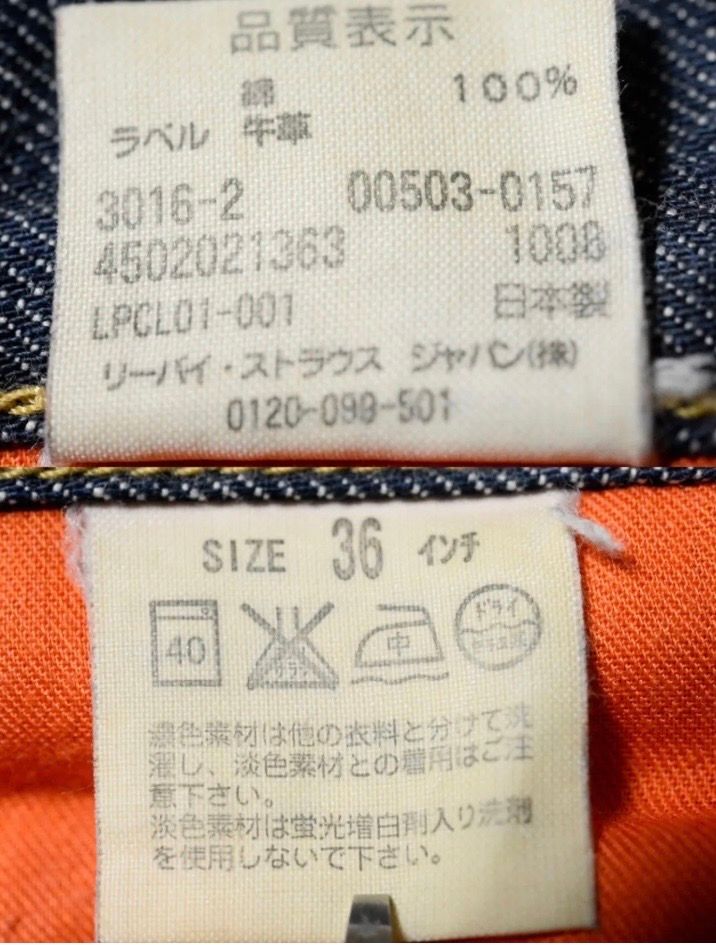 品質表示
綿 100%
ラベル 牛革
3016-2 00503-0157
4502021363 1008
LPCL01-001 日本製
リーバイ・ストラウス ジャパン(株)
0120-099-501
SIZE 36 インチ
40 中 ドライ
濃色素材は他の衣料と分けて洗
濯し、淡色素材との着用はご注
意下さい。
淡色素材は蛍光増白剤入り洗剤
を使用しないで下さい。